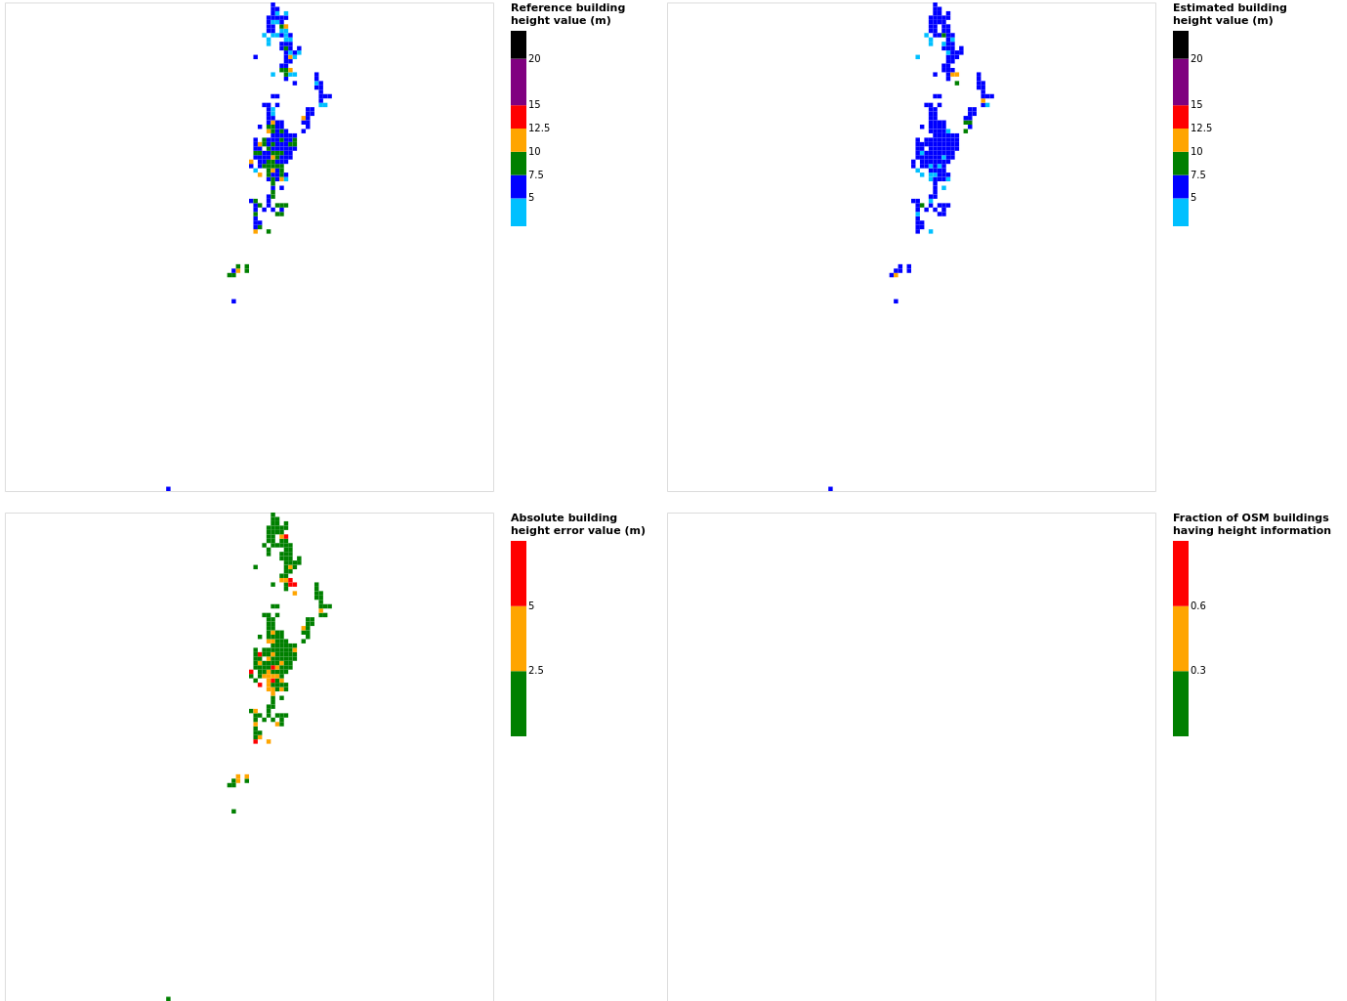 Reference building
height value (m)
20
15
12.5
10
7.5
5
Estimated building
height value (m)
20
15
12.5
10
7.5
5
Absolute building
height error value (m)
5
2.5
Fraction of OSM buildings
having height information
0.6
0.3